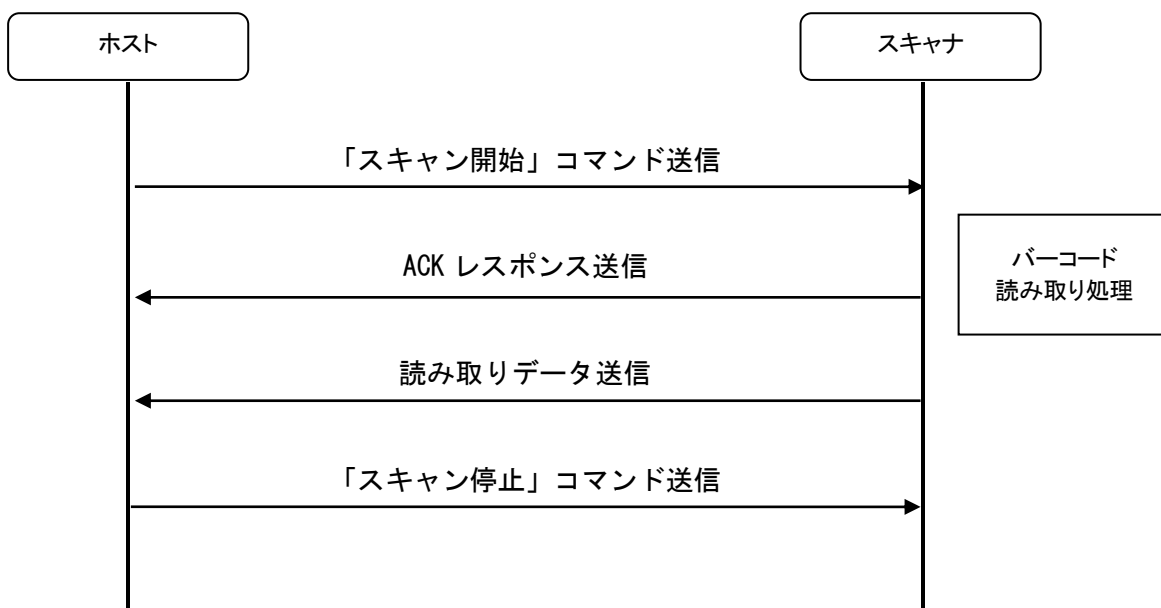 ホスト
スキャナ
「スキャン開始」コマンド送信
ACK レスポンス送信
バーコード
読み取り処理
読み取りデータ送信
「スキャン停止」コマンド送信